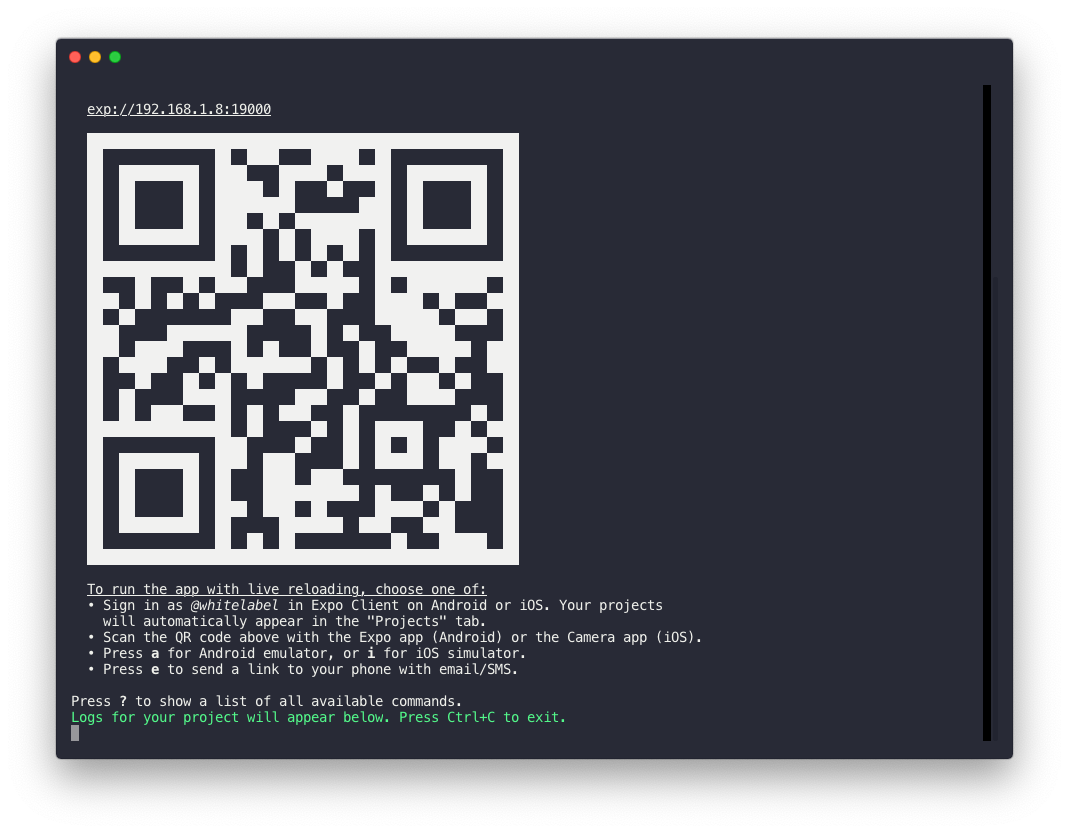 exp://192.168.1.8:19000
To run the app with live reloading, choose one of:
• Sign in as @whitelabel in Expo Client on Android or iOS. Your projects
will automatically appear in the "Projects" tab.
• Scan the QR code above with the Expo app (Android) or the Camera app (iOS).
• Press a for Android emulator, or i for iOS simulator.
• Press e to send a link to your phone with email/SMS.
Press ? to show a list of all available commands.
Logs for your project will appear below. Press Ctrl+C to exit.